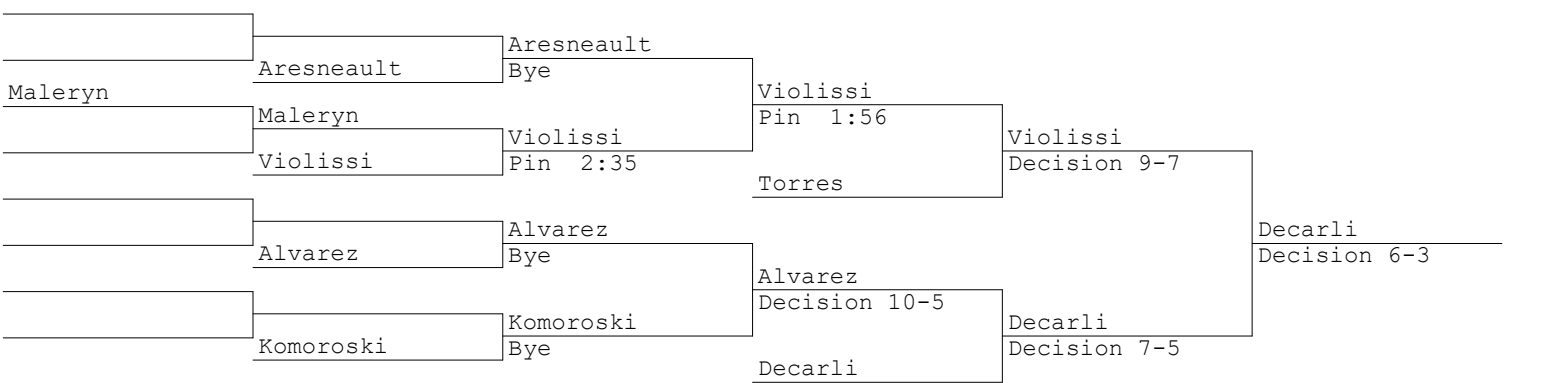 Maleryn
Aresneault
Maleryn
Violissi
Alvarez
Komoroski
Aresneault
Bye
Violissi
Pin 2:35
Alvarez
Bye
Komoroski
Bye
Violissi
Pin 1:56
Torres
Alvarez
Decision 10-5
Decarli
Violissi
Decision 9-7
Decarli
Decision 7-5
Decarli
Decision 6-3